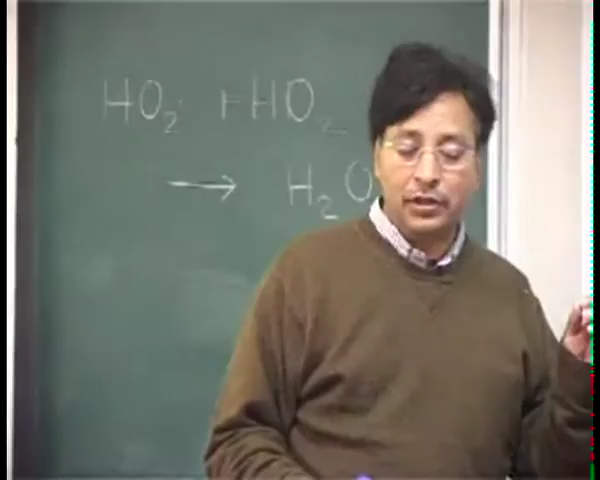 HO₂ + HO₂
→ H₂O